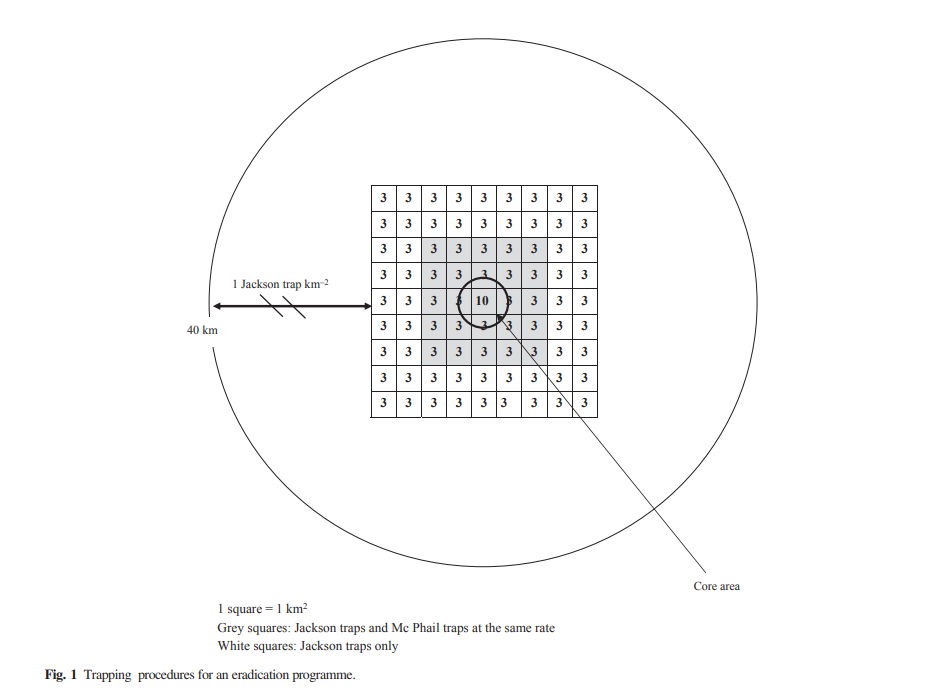 3 3 3 3 3 3 3 3 3
3 3 3 3 3 3 3 3 3
3 3 3 3 3 3 3 3 3
3 3 3 3 3 3 3 3 3
1 Jackson trap km⁻²
3 3 3 3 10 3 3 3 3
3 3 3 3 3 3 3 3 3
40 km
3 3 3 3 3 3 3 3 3
3 3 3 3 3 3 3 3 3
3 3 3 3 3 3 3 3 3
Core area
1 square = 1 km²
Grey squares: Jackson traps and Mc Phail traps at the same rate
White squares: Jackson traps only
Fig. 1 Trapping procedures for an eradication programme.